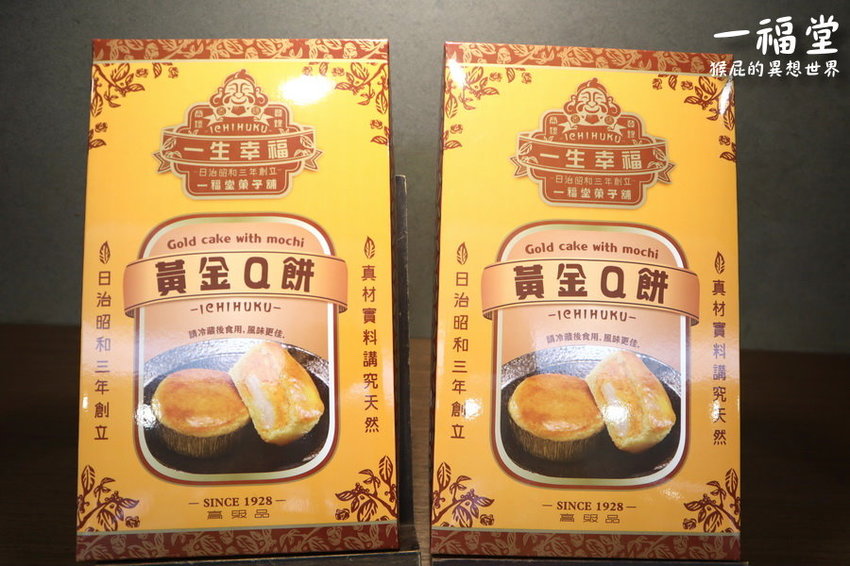 一福堂
猴屁的異想世界
商標
登錄
ICHIHUKU
一生幸福
日治昭和三年創立
一福堂菓子舖
Gold cake with mochi
黃金Q餅
-ICHIHUKU-
請冷藏後食用,風味更佳.
日治昭和三年創立
真材實料講究天然
— SINCE 1928 —
高級品
ICHIHUKU
一生幸福
日治昭和三年創立
一福堂菓子舖
Gold cake with mochi
黃金Q餅
-ICHIHUKU-
請冷藏後食用,風味更佳.
日治昭和三年創立
真材實料講究天然
— SINCE 1928 —
高級品